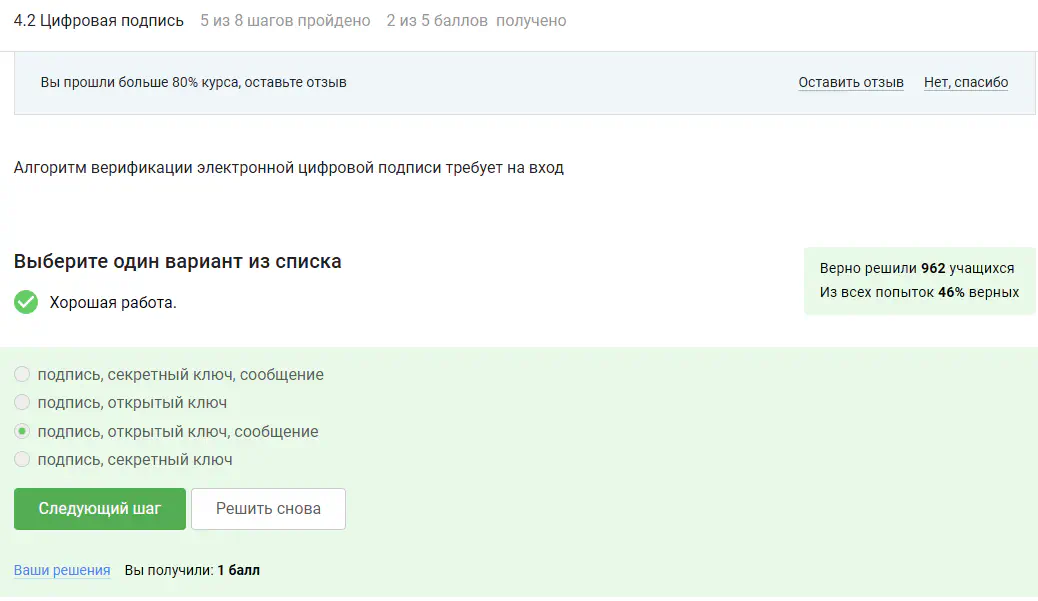 4.2 Цифровая подпись 5 из 8 шагов пройдено 2 из 5 баллов получено
Вы прошли больше 80% курса, оставьте отзыв Оставить отзыв Нет, спасибо
Алгоритм верификации электронной цифровой подписи требует на вход
Выберите один вариант из списка
Хорошая работа.
Верно решили 962 учащихся
Из всех попыток 46% верных
подпись, секретный ключ, сообщение
подпись, открытый ключ
подпись, открытый ключ, сообщение
подпись, секретный ключ
Следующий шаг Решить снова
Ваши решения Вы получили: 1 балл